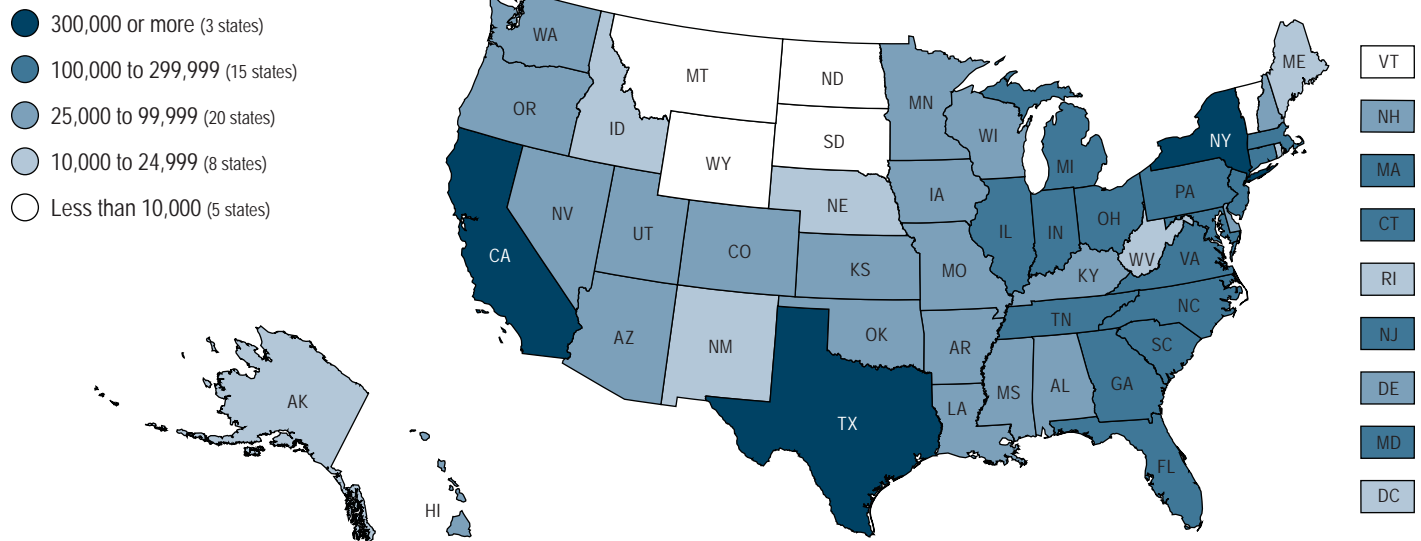 300,000 or more (3 states)
100,000 to 299,999 (15 states)
25,000 to 99,999 (20 states)
10,000 to 24,999 (8 states)
Less than 10,000 (5 states)
WA
MT
ND
MN
ME
OR
ID
SD
WI
NY
WY
MI
NE
IA
PA
NV
UT
CO
IL
IN
OH
CA
KS
MO
KY
WV
VA
AZ
NM
OK
AR
TN
NC
SC
MS
AL
GA
LA
TX
FL
AK
HI
VT
NH
MA
CT
RI
NJ
DE
MD
DC